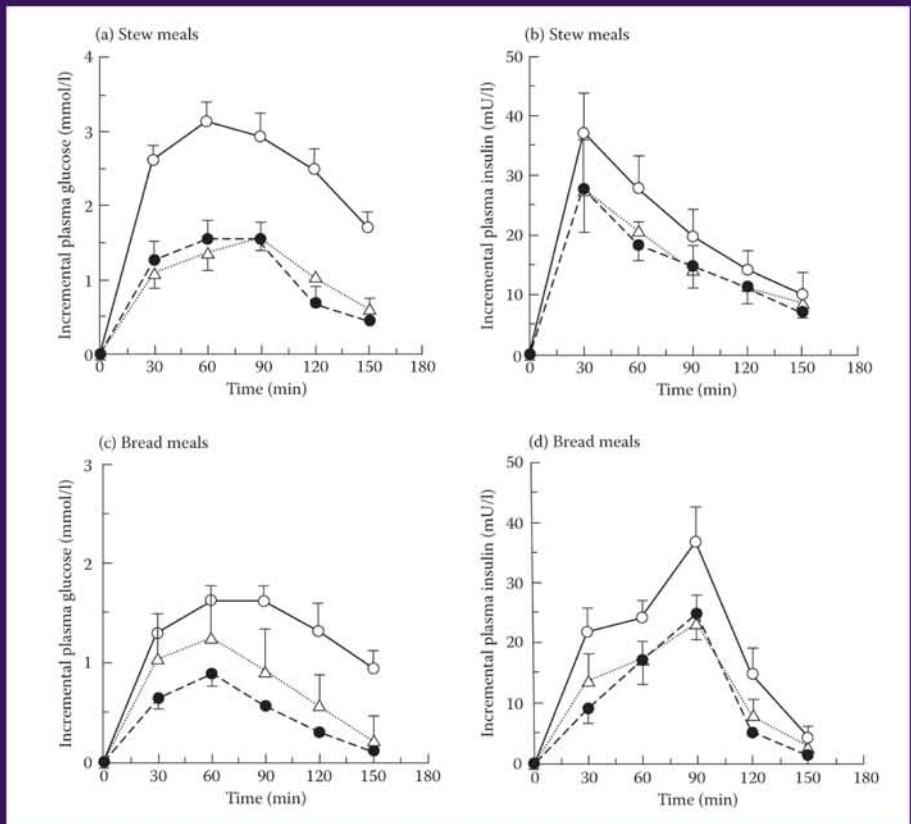 (a) Stew meals
Incremental plasma glucose (mmol/l)
4
3
2
1
0
0 30 60 90 120 150 180
Time (min)
(b) Stew meals
Incremental plasma insulin (mU/l)
50
40
30
20
10
0
0 30 60 90 120 150 180
Time (min)
(c) Bread meals
Incremental plasma glucose (mmol/l)
3
2
1
0
0 30 60 90 120 150 180
Time (min)
(d) Bread meals
Incremental plasma insulin (mU/l)
50
40
30
20
10
0
0 30 60 90 120 150 180
Time (min)